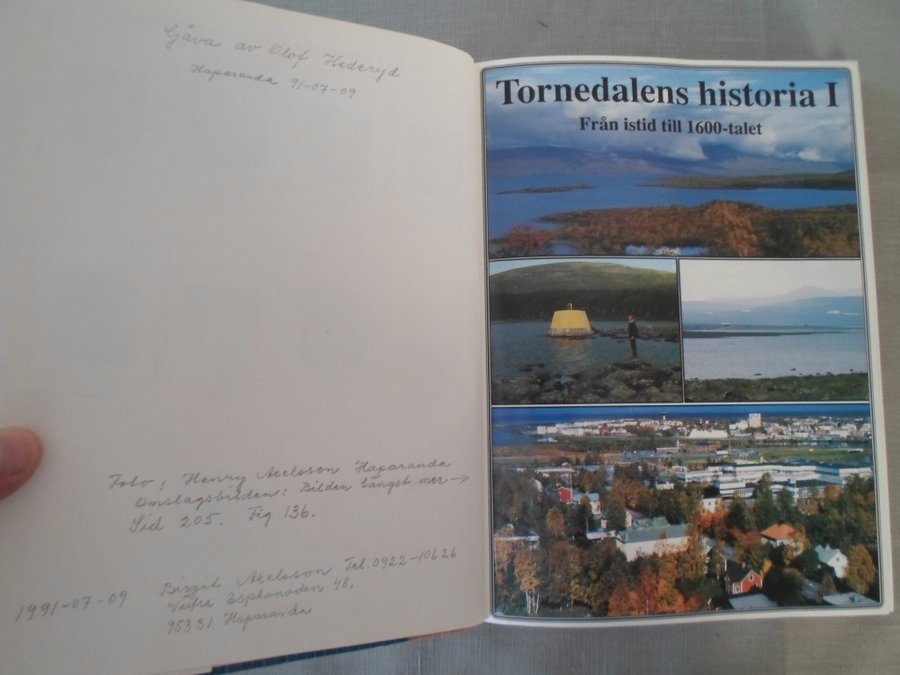 Gåva av Olof Hederyd
Haparanda 91-07-09
Foto: Henry Axelsson Haparanda
Omslagsbilden: Bilden längst ner →
Sid 205. Fig 136.
1991-07-09 Birgit Axelsson Tel. 0922-10626
Västra Esplanaden 48.
95331 Haparanda
Tornedalens historia I
Från istid till 1600-talet